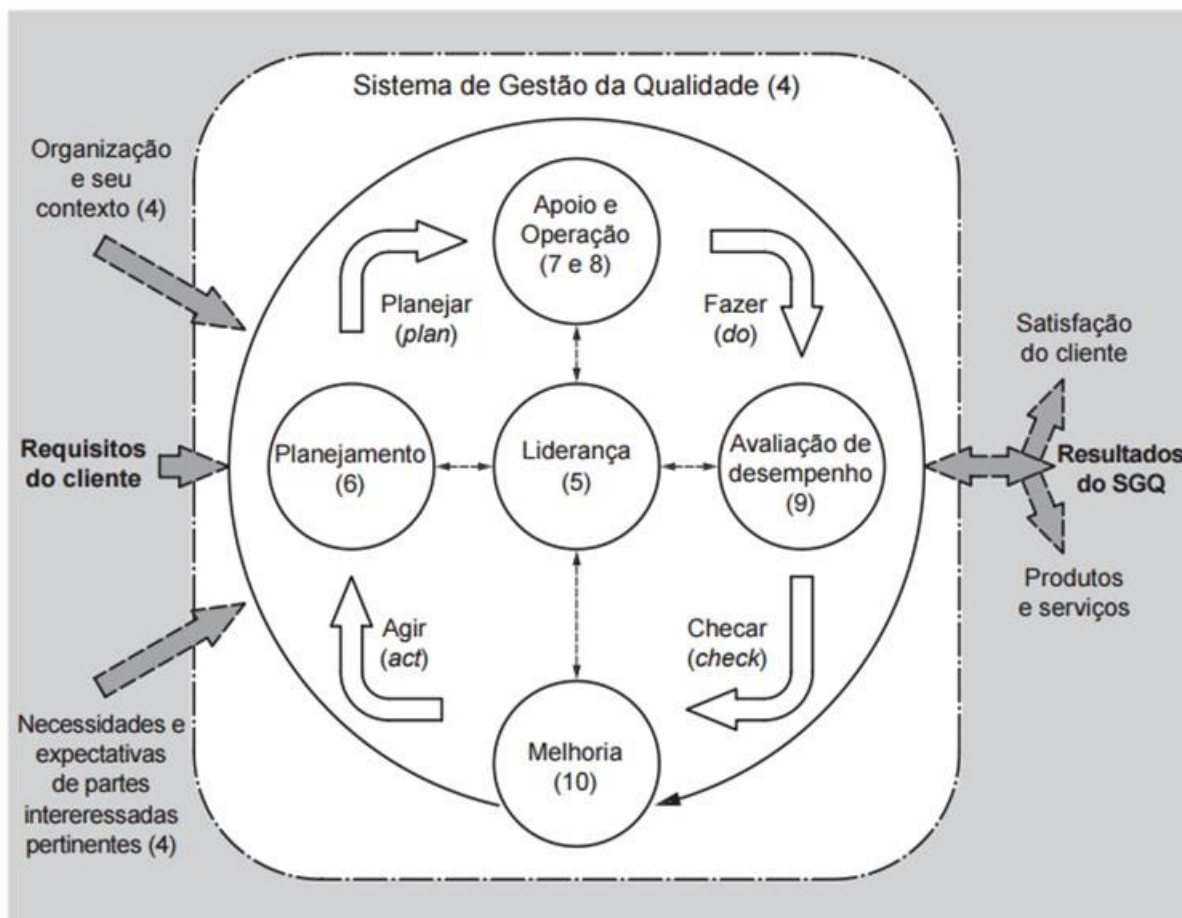 Sistema de Gestão da Qualidade (4)
Organização
e seu
contexto (4)
Apoio e
Operação
(7 e 8)
Planejar
(plan)
Fazer
(do)
Satisfação
do cliente
Requisitos
do cliente
Planejamento
(6)
Liderança
(5)
Avaliação de
desempenho
(9)
Resultados
do SGQ
Produtos
e serviços
Agir
(act)
Checar
(check)
Necessidades e
expectativas
de partes
intereressadas
pertinentes (4)
Melhoria
(10)